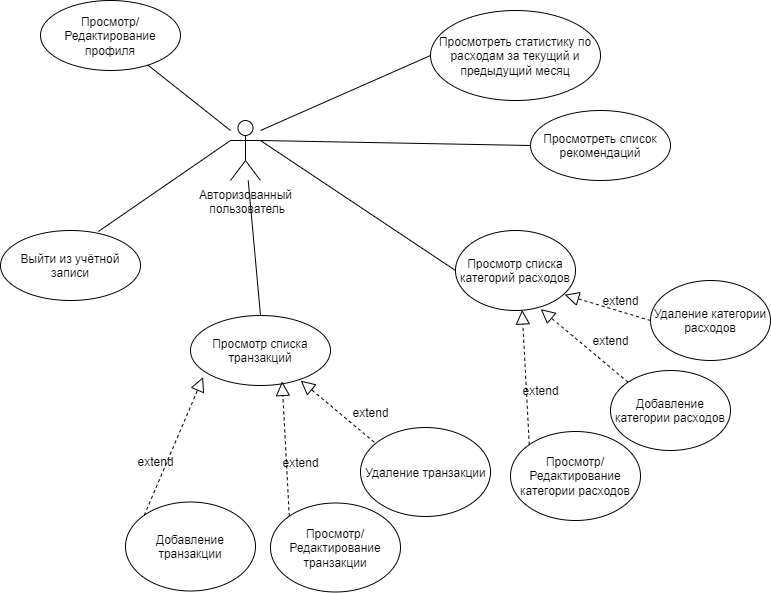 Просмотр/
Редактирование
профиля
Просмотреть статистику по
расходам за текущий и
предыдущий месяц
Просмотреть список
рекомендаций
Авторизованный
пользователь
Выйти из учётной
записи
Просмотр списка
категорий расходов
extend
Удаление категории
расходов
extend
Просмотр списка
транзакций
extend
Добавление
категории расходов
extend
extend
extend
Удаление транзакции
extend
Просмотр/
Редактирование
категории расходов
Добавление
транзакции
Просмотр/
Редактирование
транзакции